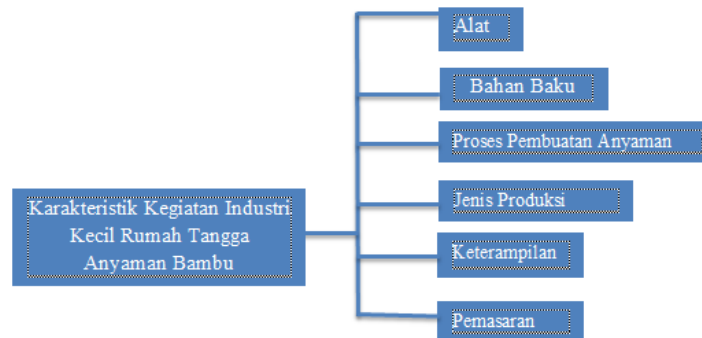 Alat
Bahan Baku
Proses Pembuatan Anyaman
Karakteristik Kegiatan Industri
Kecil Rumah Tangga
Anyaman Bambu
Jenis Produksi
Keterampilan
Pemasaran